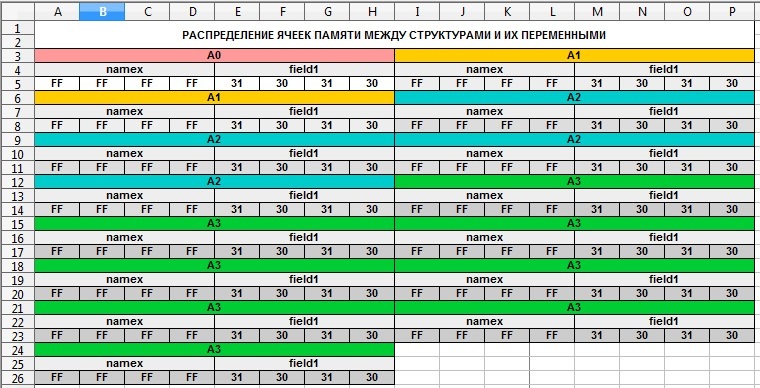 A B C D E F G H I J K L M N O P
1
РАСПРЕДЕЛЕНИЕ ЯЧЕЕК ПАМЯТИ МЕЖДУ СТРУКТУРАМИ И ИХ ПЕРЕМЕННЫМИ
2
3 A0 A1
4 namex field1 namex field1
5 FF FF FF FF 31 31 31 30 FF FF FF FF 31 31 31 30
6 A1 A2
7 namex field1 namex field1
8 FF FF FF FF 31 30 31 30 FF FF FF FF 31 30 31 30
9 A2 A2
10 namex field1 namex field1
11 FF FF FF FF 31 30 31 30 FF FF FF FF 31 30 31 30
12 A2 A3
13 namex field1 namex field1
14 FF FF FF FF 31 30 31 30 FF FF FF FF 31 30 31 30
15 A3 A3
16 namex field1 namex field1
17 FF FF FF FF 31 30 31 30 FF FF FF FF 31 30 31 30
18 A3 A3
19 namex field1 namex field1
20 FF FF FF FF 31 30 31 30 FF FF FF FF 31 30 31 30
21 A3 A3
22 namex field1 namex field1
23 FF FF FF FF 31 30 31 30 FF FF FF FF 31 30 31 30
24 A3
25 namex field1
26 FF FF FF FF 31 30 31 30